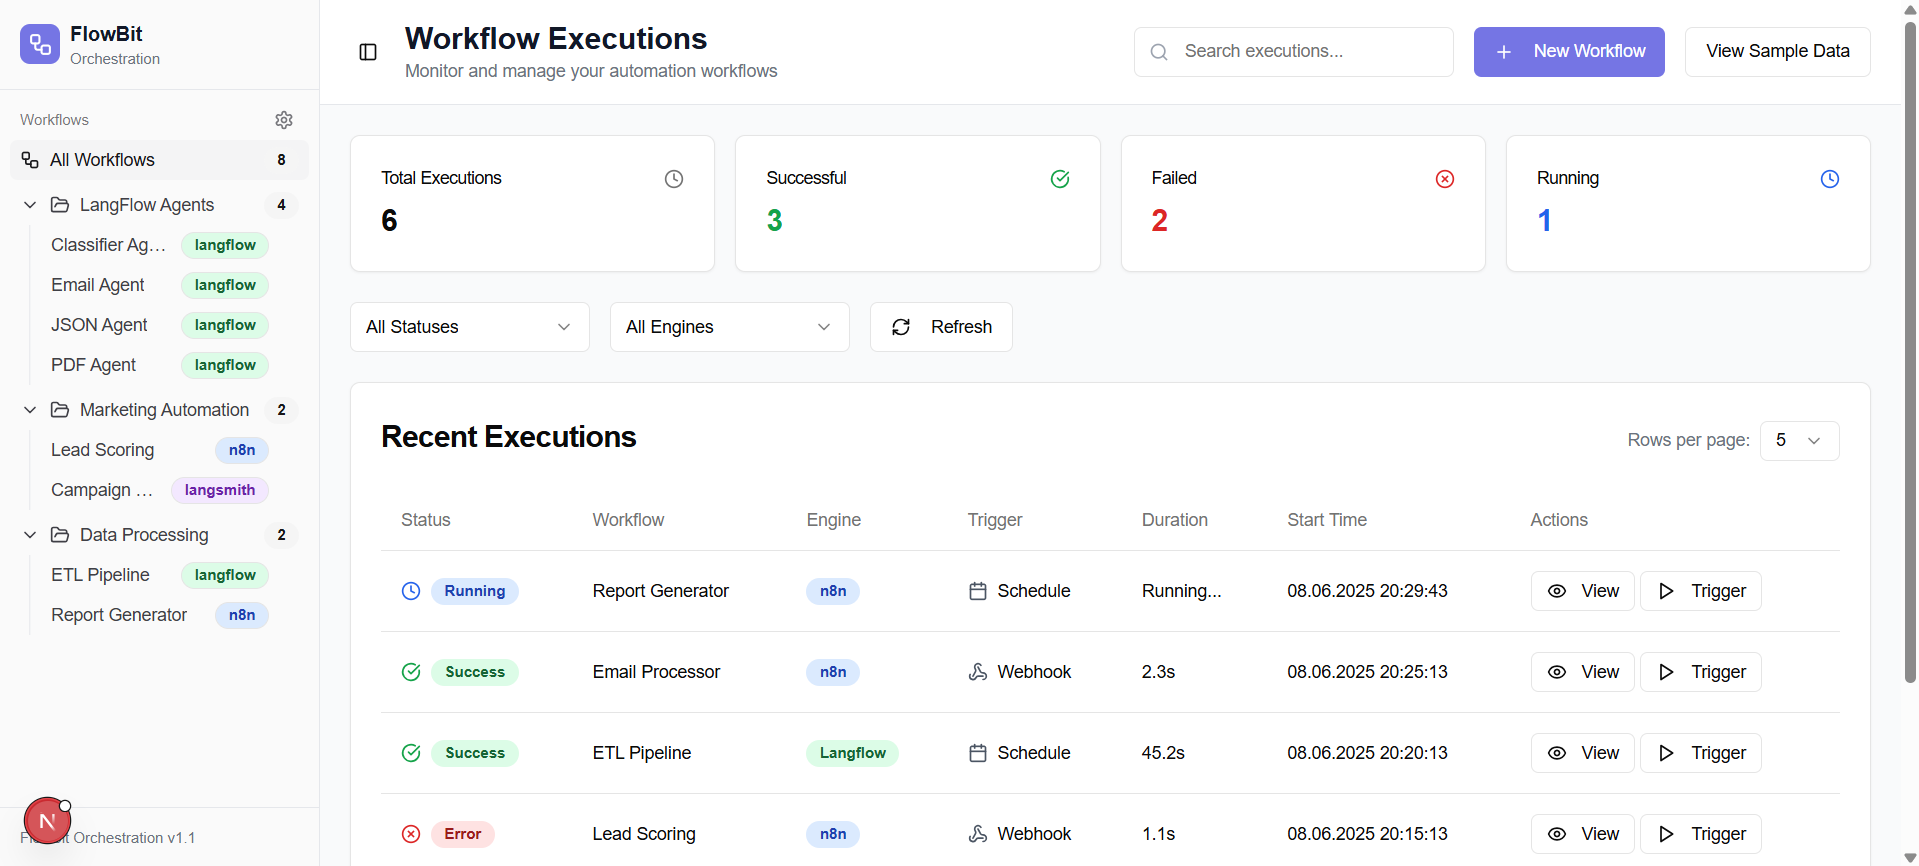 FlowBit
Orchestration
Workflows
All Workflows 8
LangFlow Agents 4
Classifier Ag... langflow
Email Agent langflow
JSON Agent langflow
PDF Agent langflow
Marketing Automation 2
Lead Scoring n8n
Campaign ... langsmith
Data Processing 2
ETL Pipeline langflow
Report Generator n8n
N
Orchestration v1.1
Workflow Executions
Monitor and manage your automation workflows
Search executions...
New Workflow
View Sample Data
Total Executions
6
Successful
3
Failed
2
Running
1
All Statuses
All Engines
Refresh
Recent Executions
Rows per page: 5
Status Workflow Engine Trigger Duration Start Time Actions
Running Report Generator n8n Schedule Running... 08.06.2025 20:29:43 View Trigger
Success Email Processor n8n Webhook 2.3s 08.06.2025 20:25:13 View Trigger
Success ETL Pipeline Langflow Schedule 45.2s 08.06.2025 20:20:13 View Trigger
Error Lead Scoring n8n Webhook 1.1s 08.06.2025 20:15:13 View Trigger